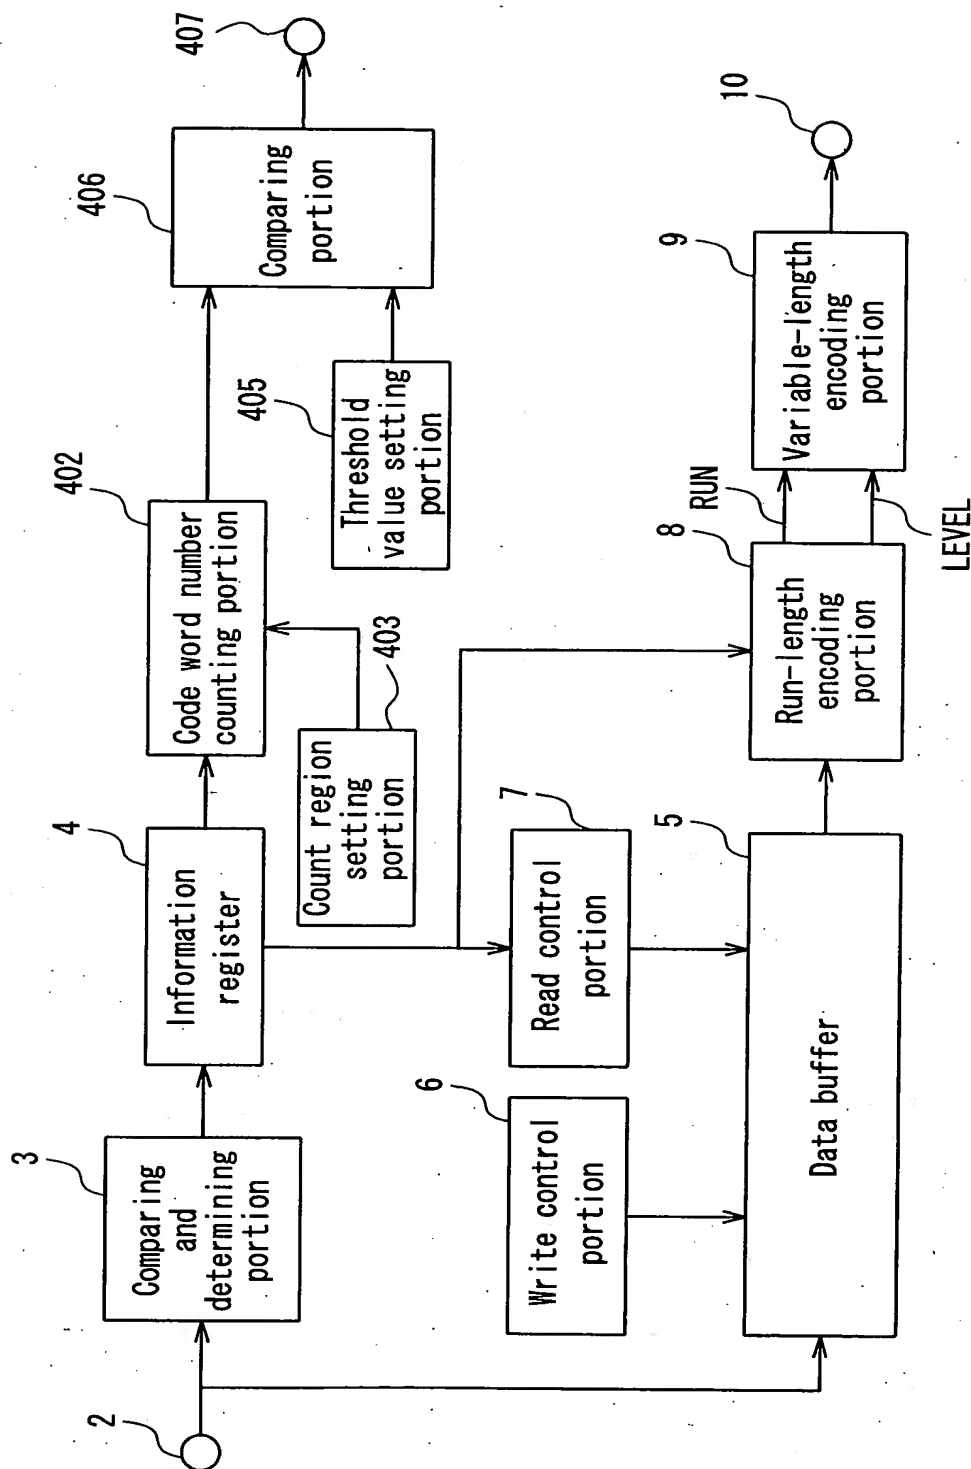 2
3
Comparing
and
determining
portion
4
Information
register
402
Code word number
counting portion
403
Count region
setting
portion
405
Threshold
value setting
portion
406
Comparing
portion
407
6
Write control
portion
7
Read control
portion
5
Data buffer
8
Run-length
encoding
portion
RUN
LEVEL
9
Variable-length
encoding
portion
10